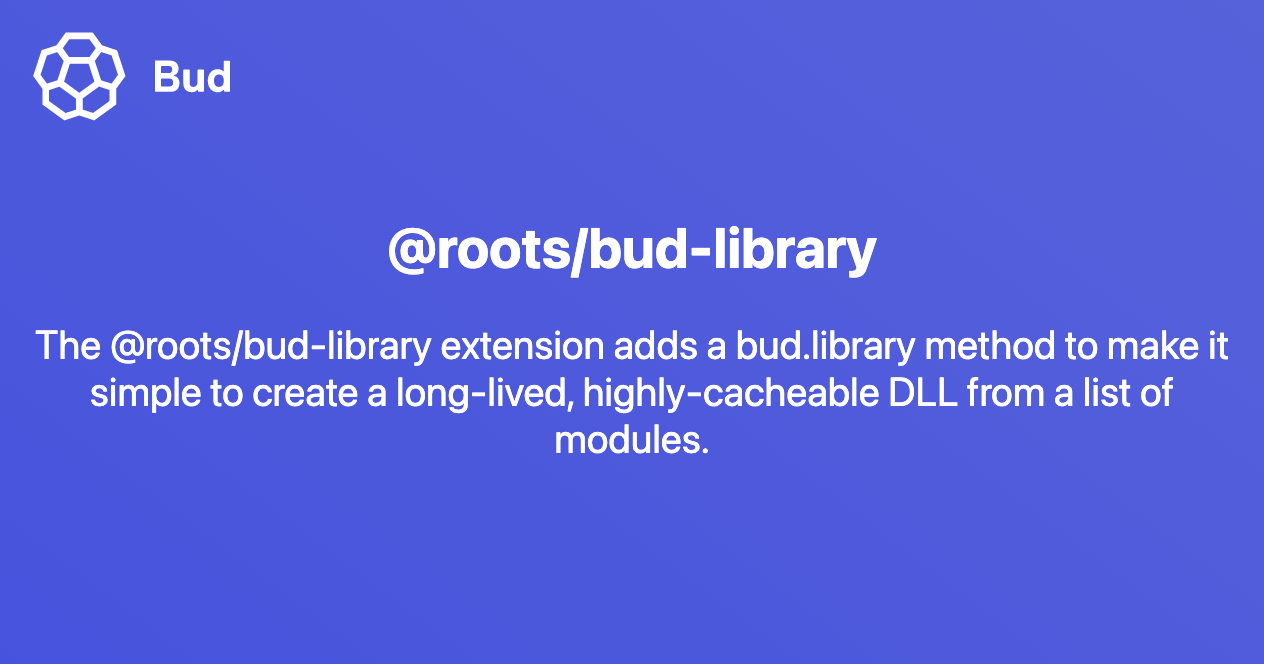 Bud
@roots/bud-library
The @roots/bud-library extension adds a bud.library method to make it
simple to create a long-lived, highly-cacheable DLL from a list of
modules.